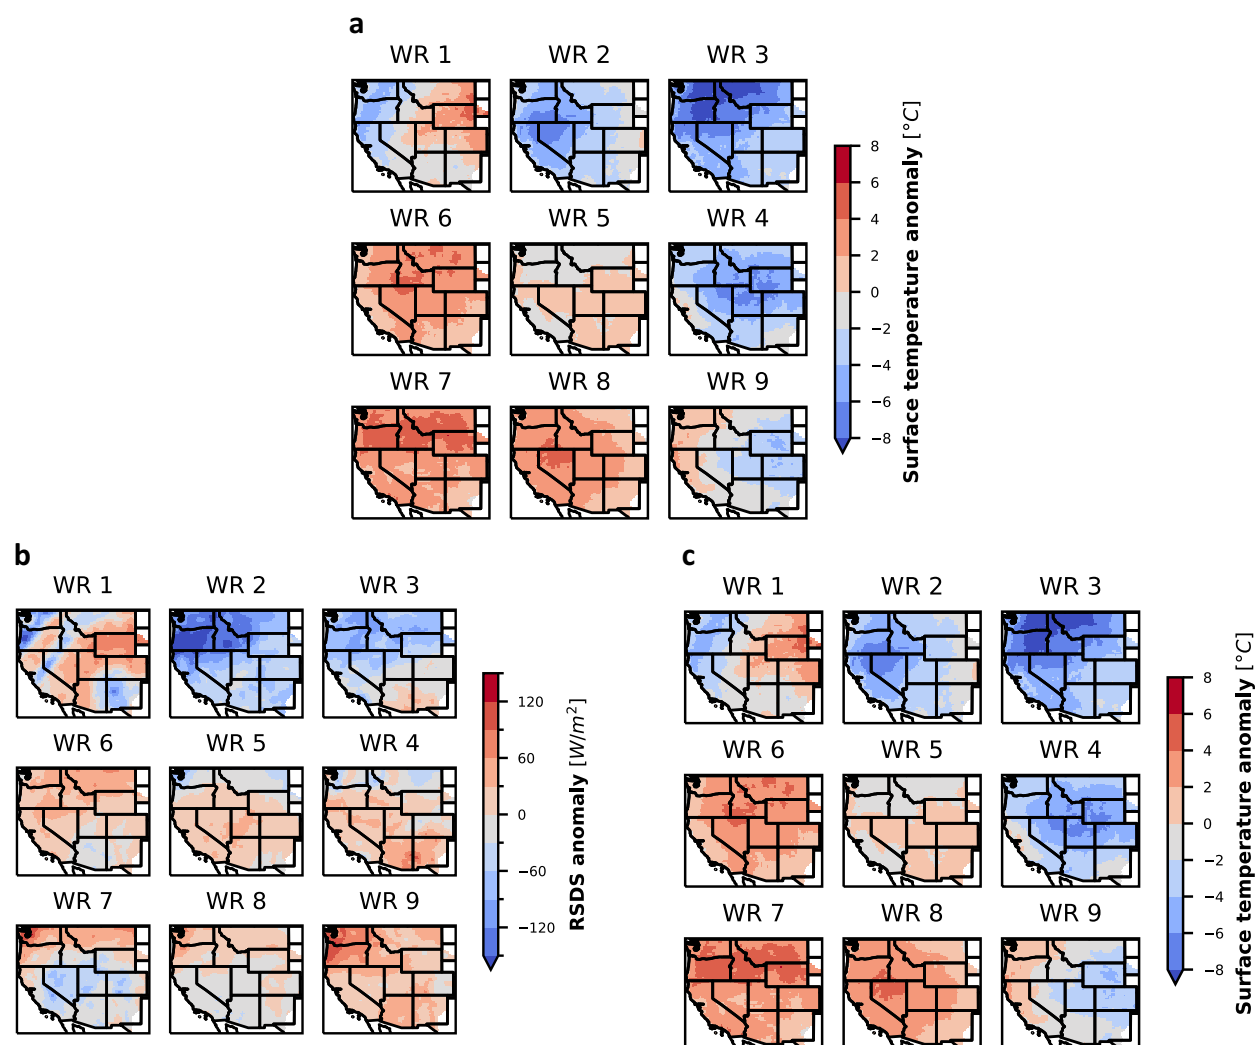 a
WR 1 WR 2 WR 3
WR 6 WR 5 WR 4
WR 7 WR 8 WR 9
8
6
4
2
0
−2
−4
−6
−8
Surface temperature anomaly [°C]
b
WR 1 WR 2 WR 3
WR 6 WR 5 WR 4
WR 7 WR 8 WR 9
120
60
0
−60
−120
RSDS anomaly [W/m²]
c
WR 1 WR 2 WR 3
WR 6 WR 5 WR 4
WR 7 WR 8 WR 9
8
6
4
2
0
−2
−4
−6
−8
Surface temperature anomaly [°C]